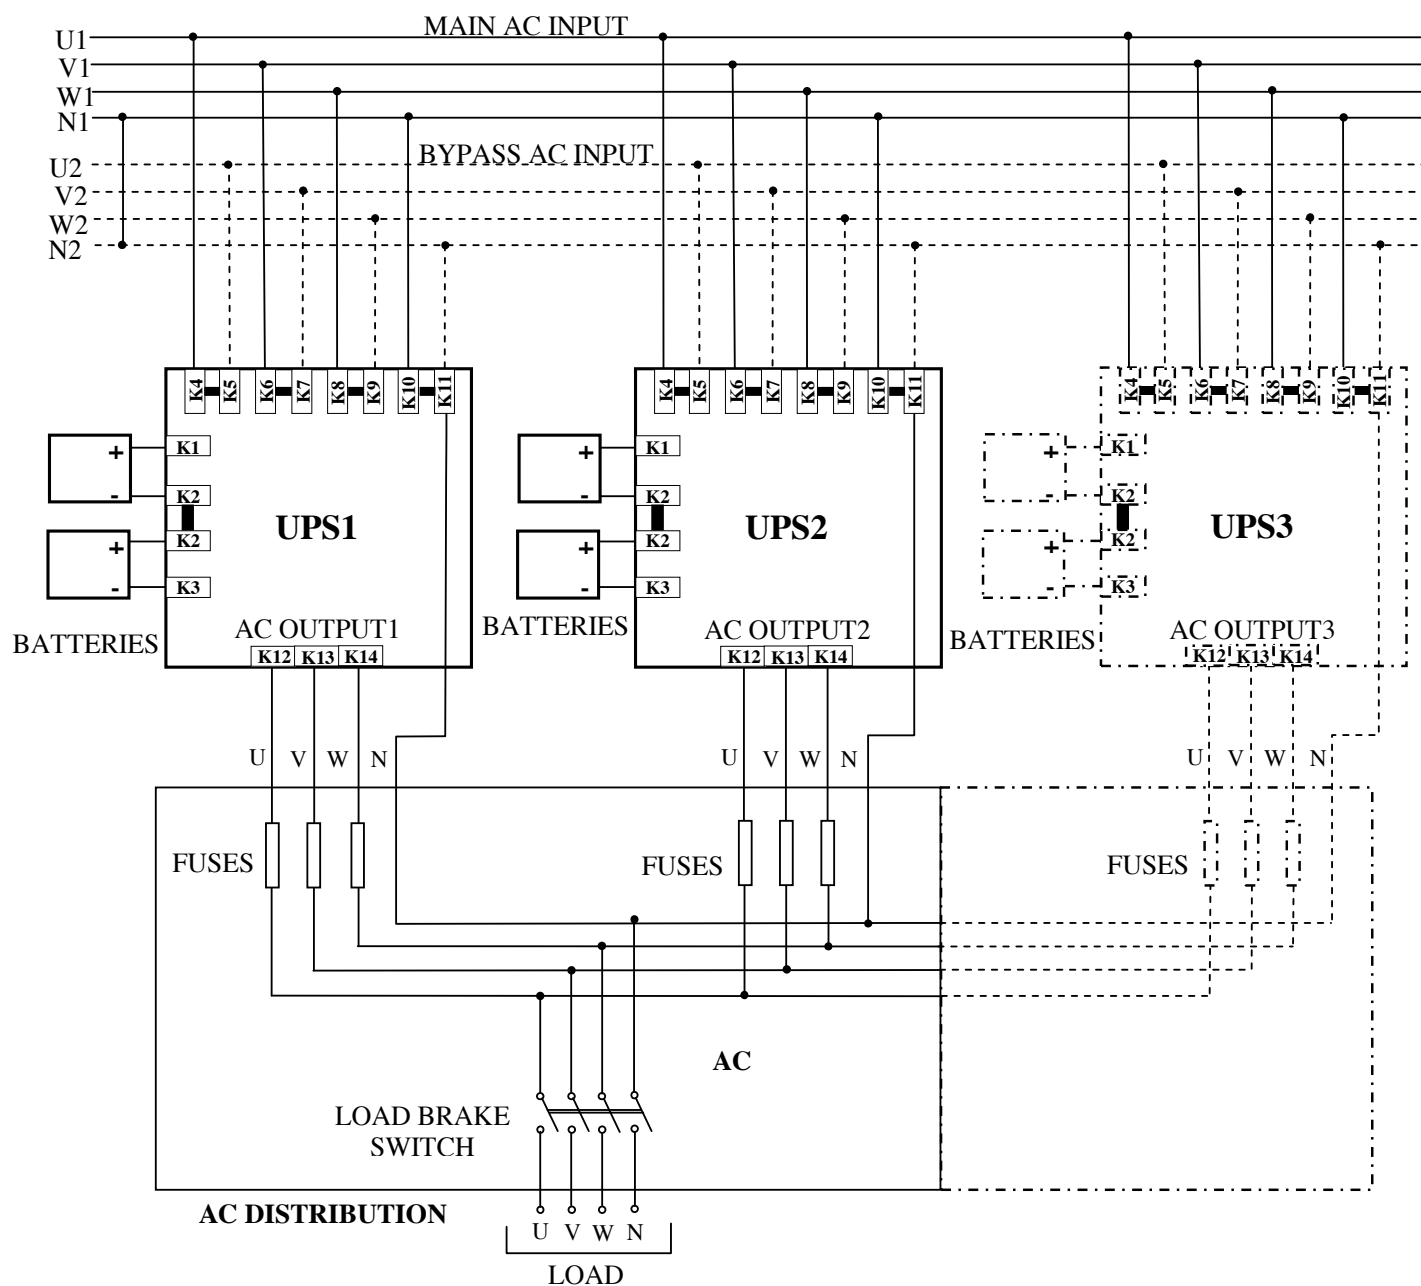 MAIN AC INPUT
U1
V1
W1
N1
BYPASS AC INPUT
U2
V2
W2
N2
K4 K5 K6 K7 K8 K9 K10 K11
K4 K5 K6 K7 K8 K9 K10 K11
K4 K5 K6 K7 K8 K9 K10 K11
+ K1
- K2
UPS1
+ K2
- K3
BATTERIES
AC OUTPUT1
K12 K13 K14
+ K1
- K2
UPS2
+ K2
- K3
BATTERIES
AC OUTPUT2
K12 K13 K14
+ K1
- K2
UPS3
+ K2
- K3
BATTERIES
AC OUTPUT3
K12 K13 K14
U V W N
U V W N
U V W N
FUSES
FUSES
FUSES
AC
LOAD BRAKE
SWITCH
AC DISTRIBUTION
U V W N
LOAD